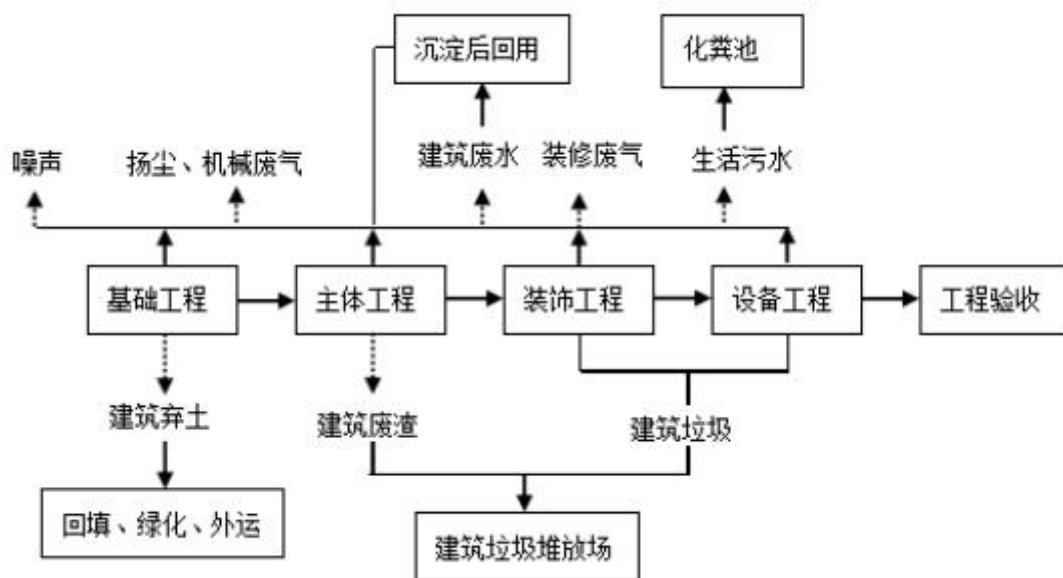 沉淀后回用
化粪池
噪声
扬尘、机械废气
建筑废水
装修废气
生活污水
基础工程
主体工程
装饰工程
设备工程
工程验收
建筑弃土
建筑废渣
建筑垃圾
回填、绿化、外运
建筑垃圾堆放场